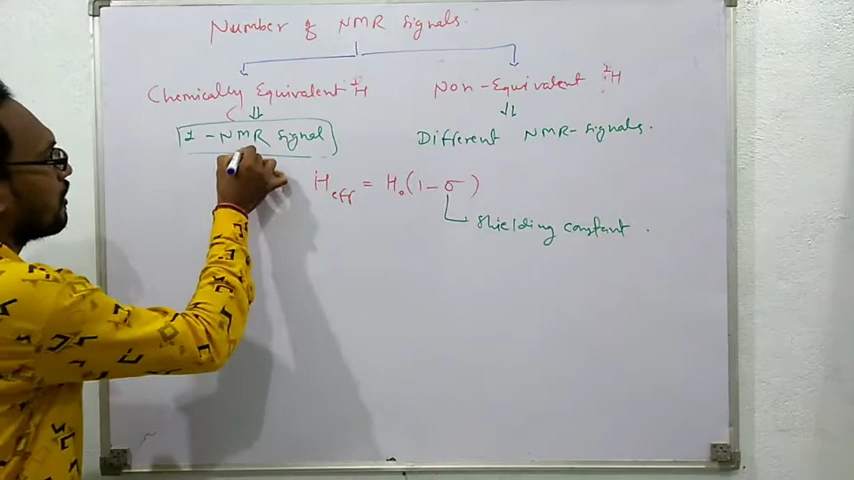 Number of NMR Signals.
Chemically Equivalent ¹H
Non-Equivalent ¹H
1 - NMR Signal
Different NMR-Signals.
H eff = H₀(1-σ)
Shielding constant.